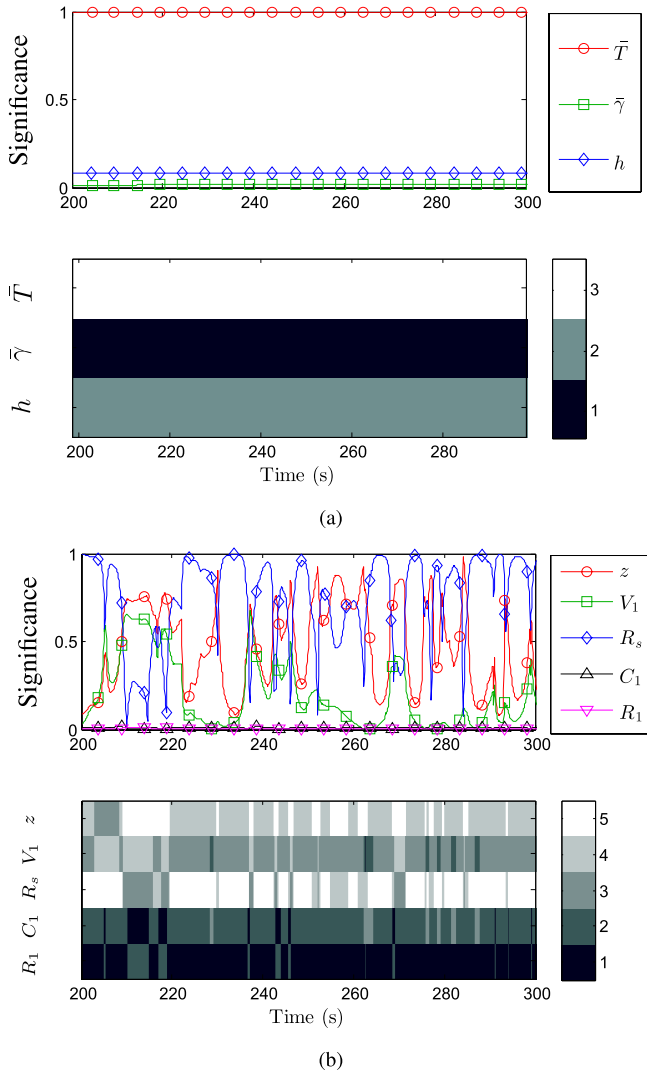 Significance
1
0.5
0
200 220 240 260 280 300
T̄
γ̄
h
T̄
γ̄
h
200 220 240 260 280
Time (s)
3
2
1
(a)
Significance
1
0.5
0
200 220 240 260 280 300
z
V₁
Rₛ
C₁
R₁
z
V₁
Rₛ
C₁
R₁
200 220 240 260 280 300
Time (s)
5
4
3
2
1
(b)